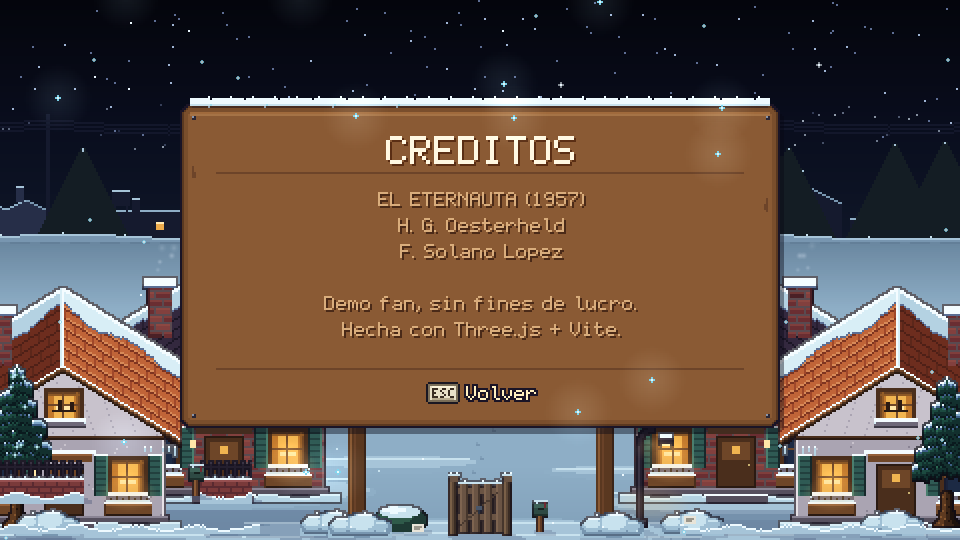 CREDITOS
EL ETERNAUTA (1957)
H. G. Oesterheld
F. Solano Lopez
Demo fan, sin fines de lucro.
Hecha con Three.js + Vite.
ESC Volver